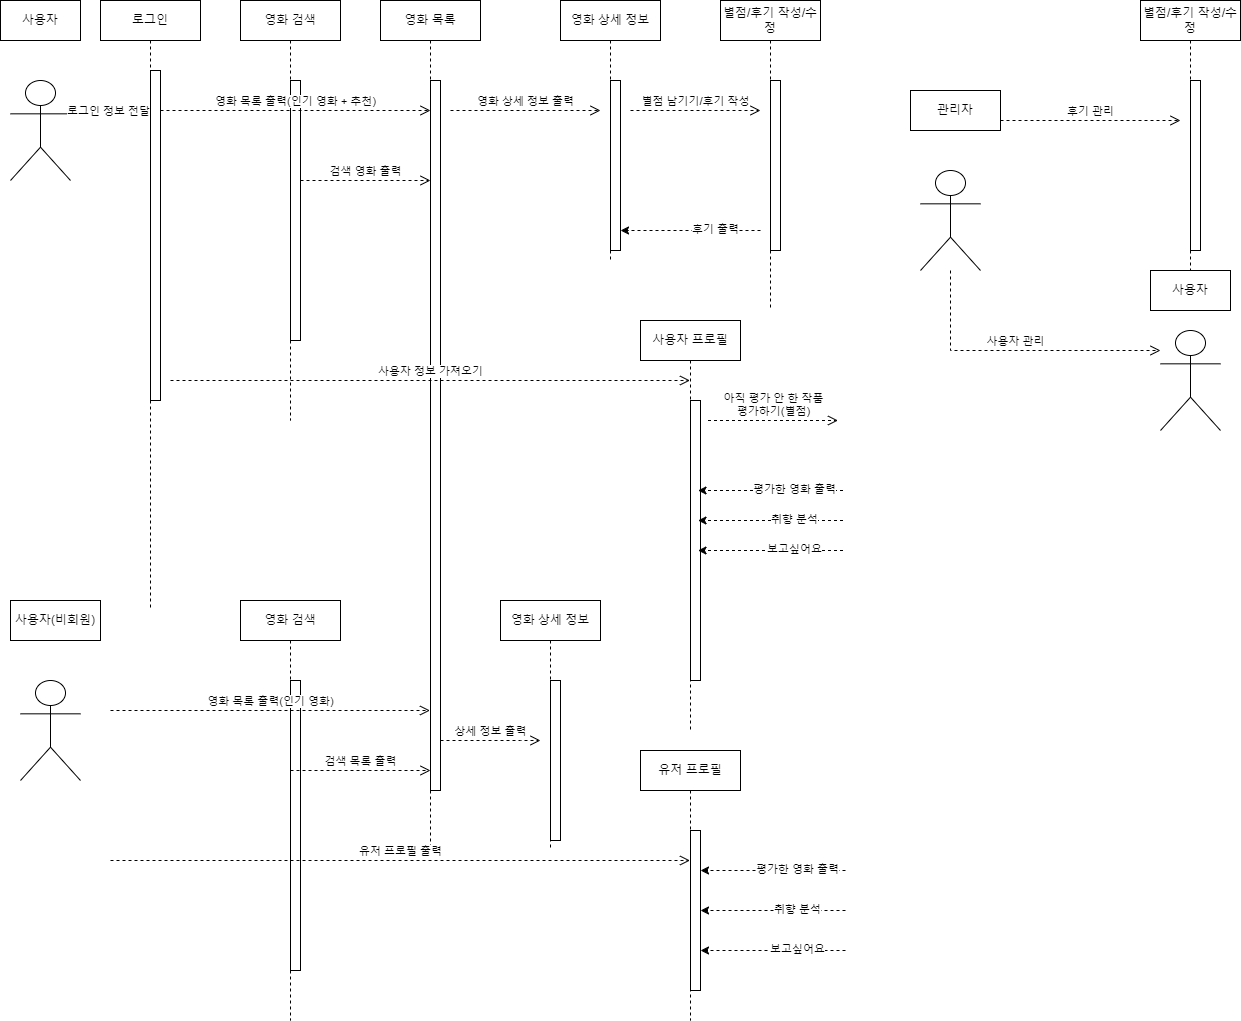 사용자
로그인
영화 검색
영화 목록
영화 상세 정보
별점/후기 작성/수
정
로그인 정보 전달
영화 목록 출력(인기 영화 + 추천)
영화 상세 정보 출력
별점 남기기/후기 작성
검색 영화 출력
후기 출력
사용자 프로필
사용자 정보 가져오기
아직 평가 안 한 작품
평가하기(별점)
평가한 영화 출력
취향 분석
보고싶어요
사용자(비회원)
영화 검색
영화 상세 정보
영화 목록 출력(인기 영화)
상세 정보 출력
검색 목록 출력
유저 프로필
유저 프로필 출력
평가한 영화 출력
취향 분석
보고싶어요
별점/후기 작성/수
정
관리자
후기 관리
사용자
사용자 관리